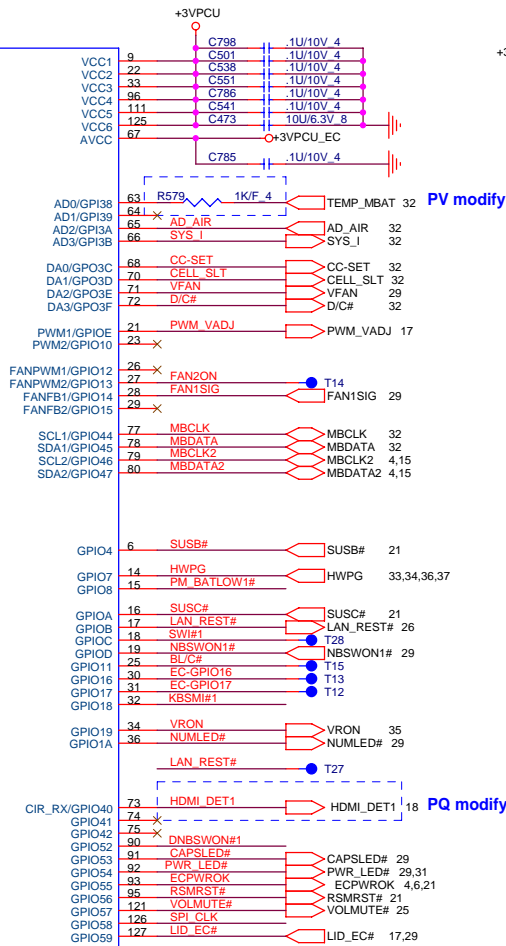 +3VPCU
VCC1 9 C798 .1U/10V_4
VCC2 22 C501 .1U/10V_4
VCC3 33 C538 .1U/10V_4
VCC4 96 C551 .1U/10V_4
VCC5 111 C786 .1U/10V_4
VCC6 125 C541 .1U/10V_4
AVCC 67 C473 10U/6.3V_8
+3VPCU_EC
C785 .1U/10V_4
AD0/GPI38 63 R579 1K/F_4 TEMP_MBAT 32 PV modify
AD1/GPI39 64
AD2/GPI3A 65 AD_AIR AD_AIR 32
AD3/GPI3B 66 SYS_I SYS_I 32
DA0/GPO3C 68 CC-SET CC-SET 32
DA1/GPO3D 70 CELL_SLT CELL_SLT 32
DA2/GPO3E 71 VFAN VFAN 29
DA3/GPO3F 72 D/C# D/C# 32
PWM1/GPIOE 21 PWM_VADJ PWM_VADJ 17
PWM2/GPIO10 23
FANPWM1/GPIO12 26
FANPWM2/GPIO13 27 FAN2ON T14
FANFB1/GPIO14 28 FAN1SIG FAN1SIG 29
FANFB2/GPIO15 29
SCL1/GPIO44 77 MBCLK MBCLK 32
SDA1/GPIO45 78 MBDATA MBDATA 32
SCL2/GPIO46 79 MBCLK2 MBCLK2 4,15
SDA2/GPIO47 80 MBDATA2 MBDATA2 4,15
GPIO4 6 SUSB# SUSB# 21
GPIO7 14 HWPG HWPG 33,34,36,37
GPIO8 15 PM_BATLOW1#
GPIOA 16 SUSC# SUSC# 21
GPIOB 17 LAN_REST# LAN_REST# 26
GPIOC 18 SWI#1 T28
GPIOD 19 NBSWON1# NBSWON1# 29
GPIO11 25 BL/C# T15
GPIO16 30 EC-GPIO16 T13
GPIO17 31 EC-GPIO17 T12
GPIO18 32 KBSMI#1
GPIO19 34 VRON VRON 35
GPIO1A 36 NUMLED# NUMLED# 29
LAN_REST# T27
CIR_RX/GPIO40 73 HDMI_DET1 HDMI_DET1 18 PQ modify
GPIO41 74
GPIO42 75
GPIO52 90 DNBSWON#1
GPIO53 91 CAPSLED# CAPSLED# 29
GPIO54 92 PWR_LED# PWR_LED# 29,31
GPIO55 93 ECPWROK ECPWROK 4,6,21
GPIO56 95 RSMRST# RSMRST# 21
GPIO57 121 VOLMUTE# VOLMUTE# 25
GPIO58 126 SPI_CLK
GPIO59 127 LID_EC# LID_EC# 17,29